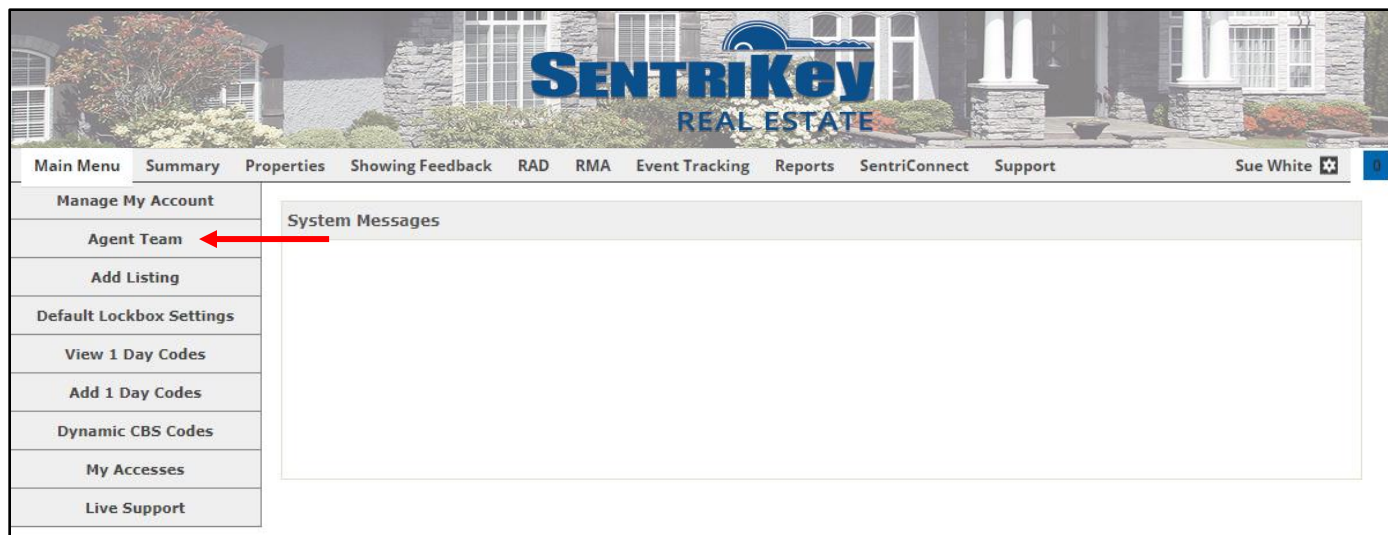 SENTRIKEY
REAL ESTATE
Main Menu Summary Properties Showing Feedback RAD RMA Event Tracking Reports SentriConnect Support Sue White 0
Manage My Account
System Messages
Agent Team
Add Listing
Default Lockbox Settings
View 1 Day Codes
Add 1 Day Codes
Dynamic CBS Codes
My Accesses
Live Support